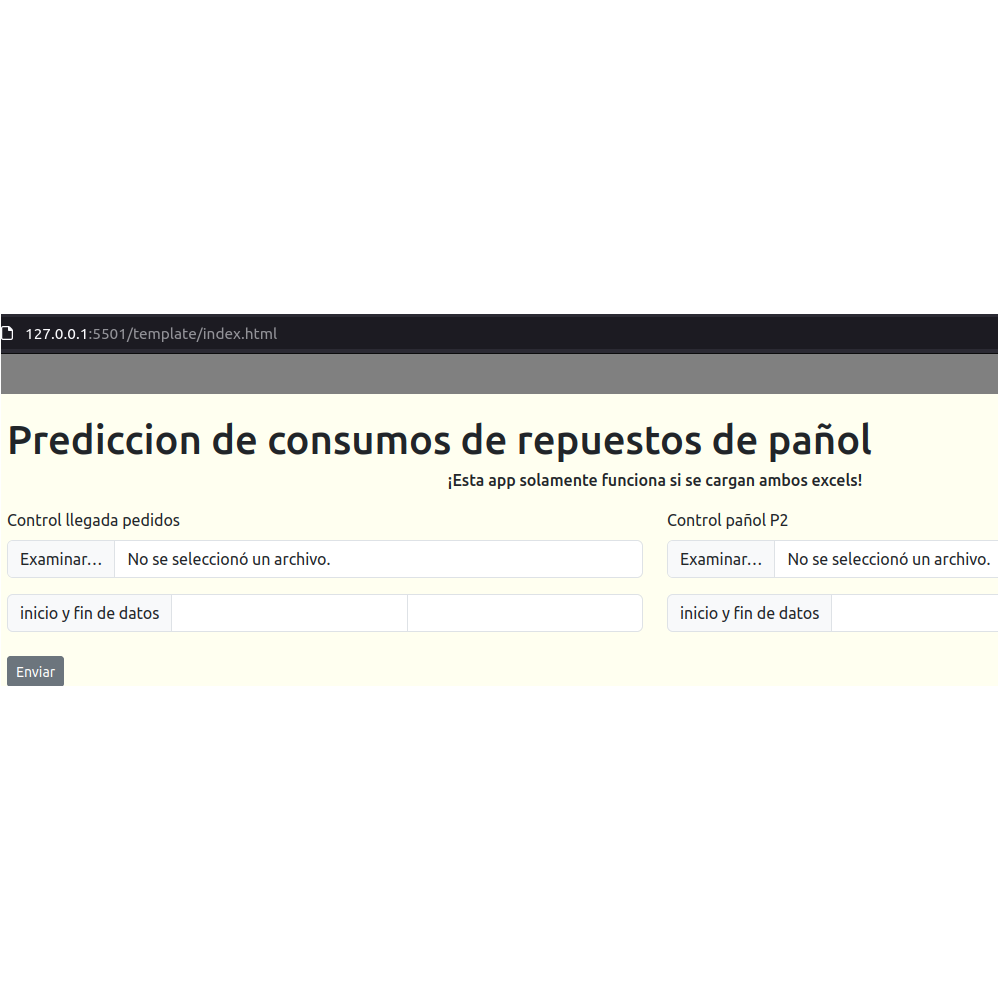 127.0.0.1:5501/template/index.html
Prediccion de consumos de repuestos de pañol
¡Esta app solamente funciona si se cargan ambos excels!
Control llegada pedidos
Control pañol P2
Examinar... No se seleccionó un archivo.
Examinar... No se seleccionó un archivo.
inicio y fin de datos
inicio y fin de datos
Enviar